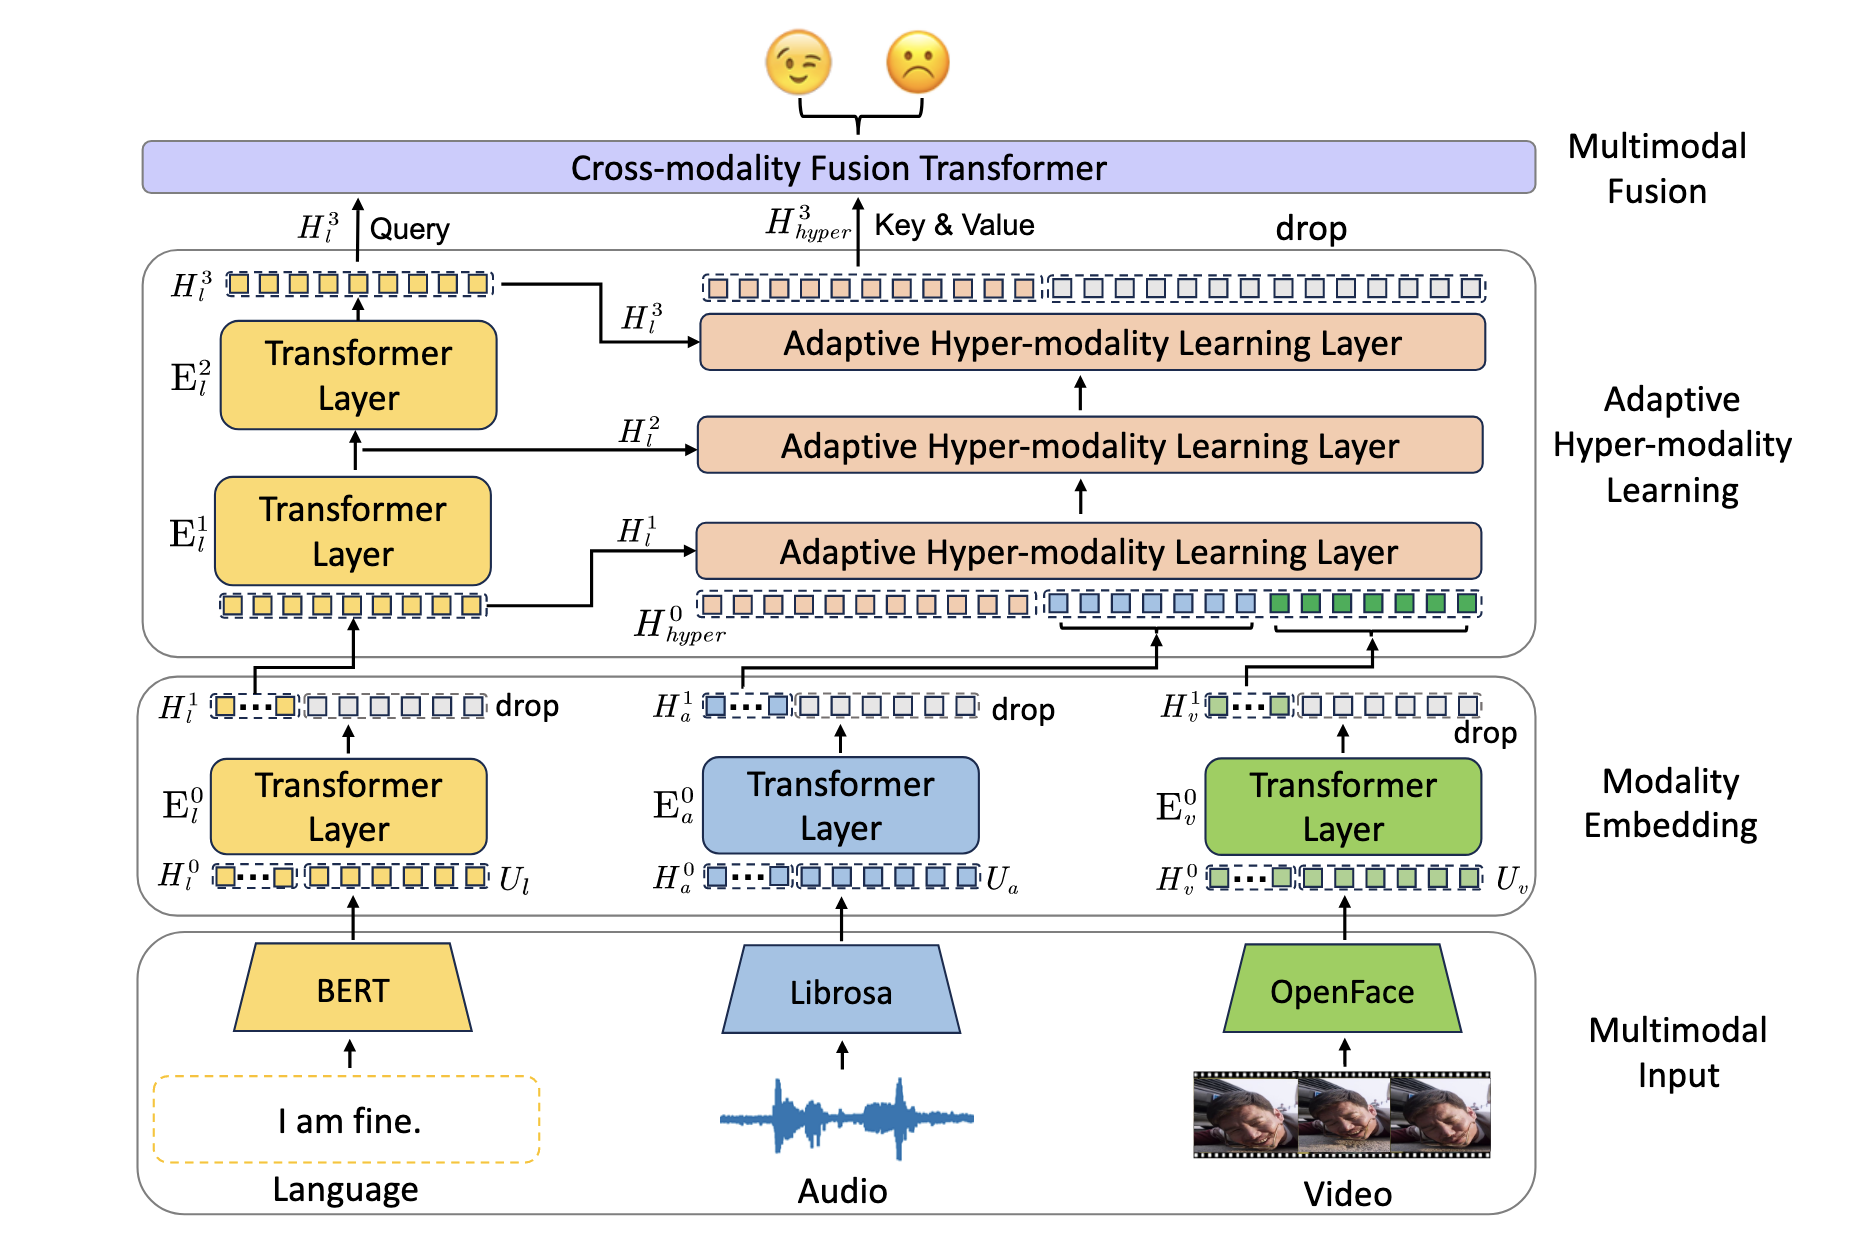 Cross-modality Fusion Transformer
Multimodal
Fusion
H_l^3 Query
H_{hyper}^3 Key & Value
drop
H_l^3
H_l^3
Adaptive Hyper-modality Learning Layer
E_l^2
Transformer
Layer
H_l^2
Adaptive Hyper-modality Learning Layer
Adaptive
Hyper-modality
Learning
E_l^1
Transformer
Layer
H_l^1
Adaptive Hyper-modality Learning Layer
H_{hyper}^0
H_l^1 drop
H_a^1 drop
H_v^1 drop
E_l^0
Transformer
Layer
E_a^0
Transformer
Layer
E_v^0
Transformer
Layer
Modality
Embedding
H_l^0 U_l
H_a^0 U_a
H_v^0 U_v
BERT
Librosa
OpenFace
Multimodal
Input
I am fine.
Language
Audio
Video